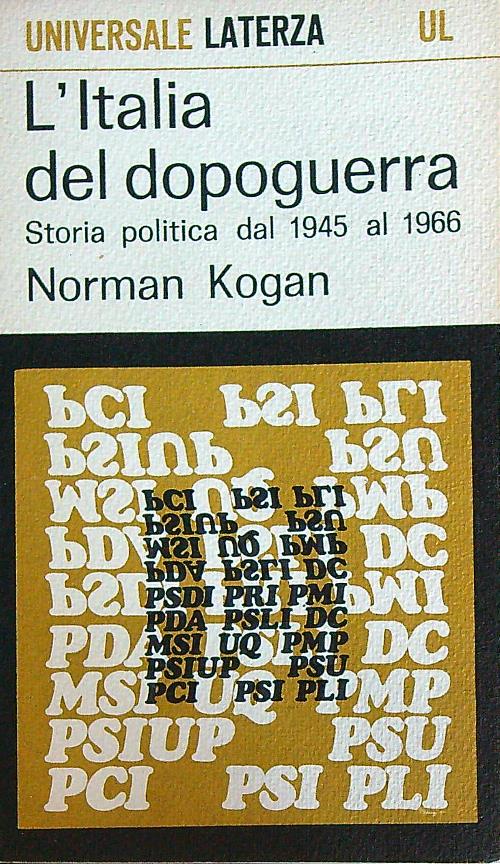 UNIVERSALE LATERZA UL
L'Italia
del dopoguerra
Storia politica dal 1945 al 1966
Norman Kogan
PCI PSI PLI
PSIUP PSU
MSI UQ PMP
PDA DC
PMI
PDA DC
MSI UQ PMP
PSIUP PSU
PCI PSI PLI
PCI PSI PLI
PSIUP PSU
MSI UQ PMP
PDA PSLI DC
PSDI PRI PMI
PDA PSLI DC
MSI UQ PMP
PSIUP PSU
PCI PSI PLI